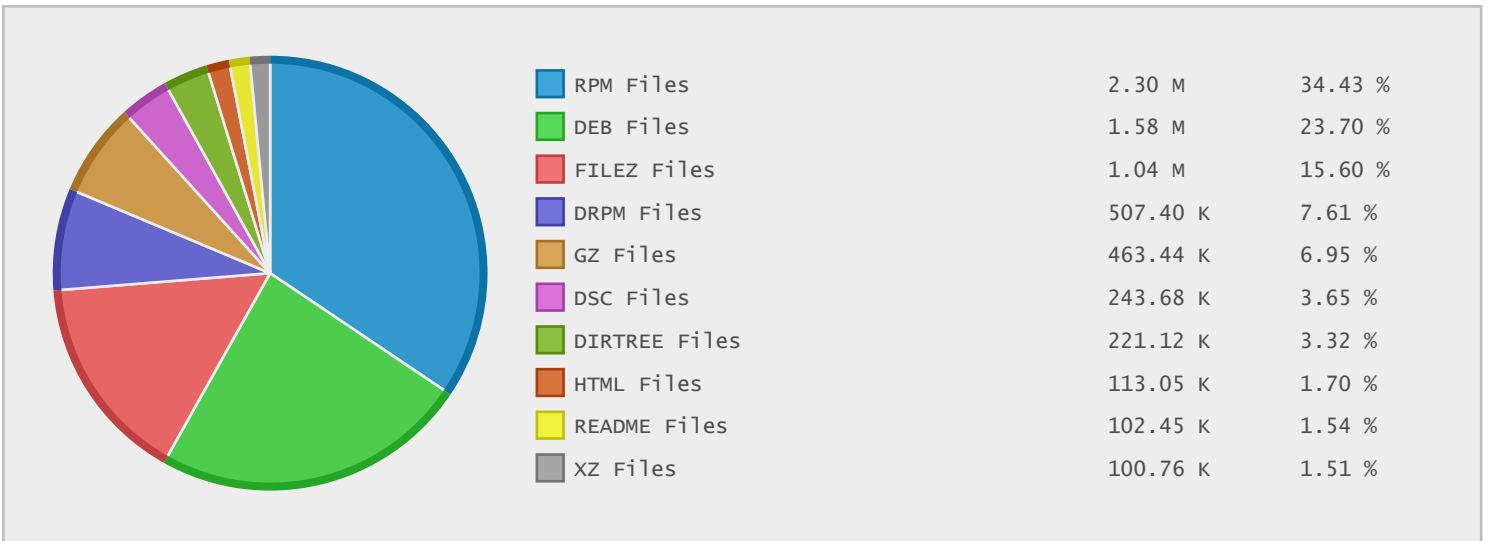 RPM Files 2.30 M 34.43 %
DEB Files 1.58 M 23.70 %
FILEZ Files 1.04 M 15.60 %
DRPM Files 507.40 K 7.61 %
GZ Files 463.44 K 6.95 %
DSC Files 243.68 K 3.65 %
DIRTREE Files 221.12 K 3.32 %
HTML Files 113.05 K 1.70 %
README Files 102.45 K 1.54 %
XZ Files 100.76 K 1.51 %